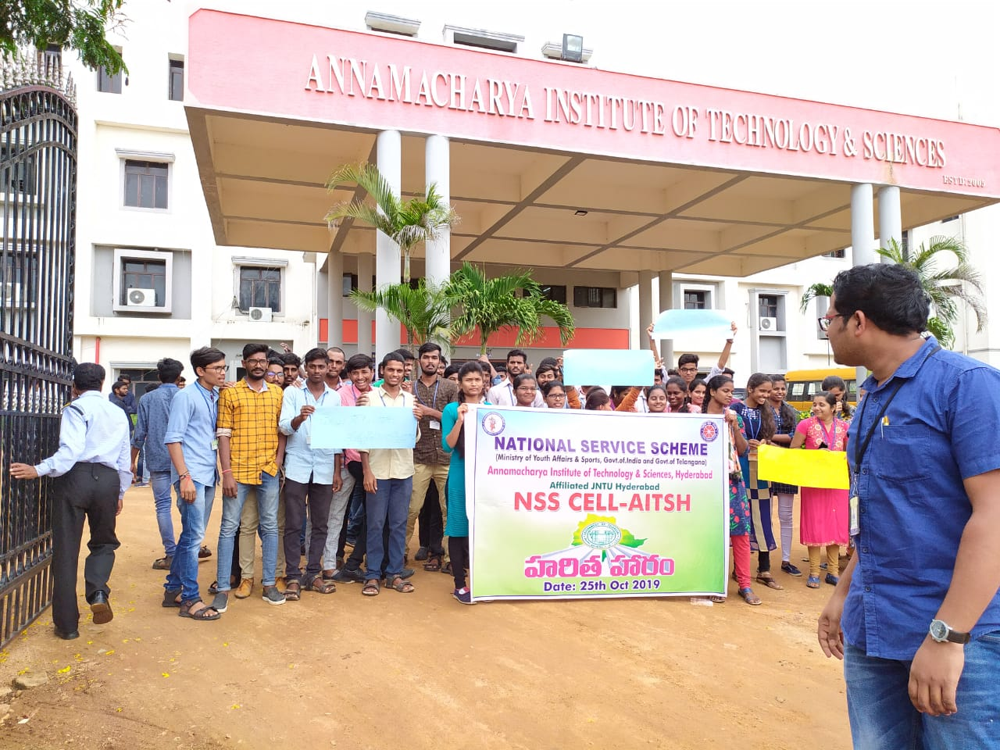 ANNAMACHARYA INSTITUTE OF TECHNOLOGY & SCIENCES
ESTD:2005
NATIONAL SERVICE SCHEME
(Ministry of Youth Affairs & Sports, Govt.of.India and Govt.of Telangana)
Annamacharya Institute of Technology & Sciences, Hyderabad
Affiliated JNTU Hyderabad
NSS CELL-AITSH
హరిత హారం
Date: 25th Oct 2019